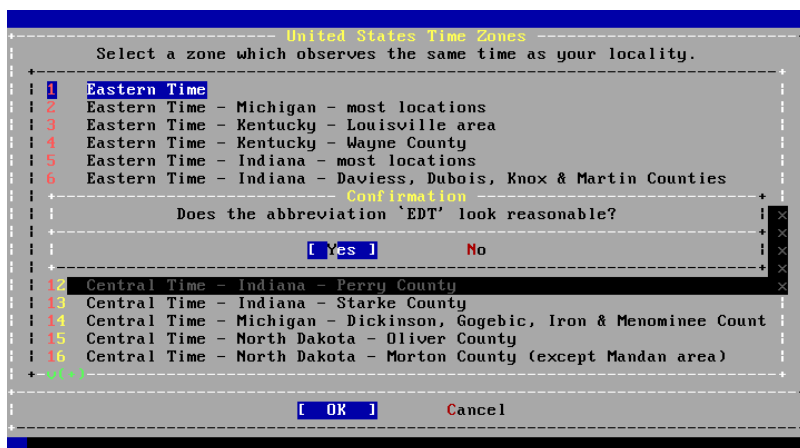 United States Time Zones
Select a zone which observes the same time as your locality.
1 Eastern Time
2 Eastern Time - Michigan - most locations
3 Eastern Time - Kentucky - Louisville area
4 Eastern Time - Kentucky - Wayne County
5 Eastern Time - Indiana - most locations
6 Eastern Time - Indiana - Daviess, Dubois, Knox & Martin Counties
Confirmation
Does the abbreviation `EDT' look reasonable?
[ Yes ] No
12 Central Time - Indiana - Perry County
13 Central Time - Indiana - Starke County
14 Central Time - Michigan - Dickinson, Gogebic, Iron & Menominee Count
15 Central Time - North Dakota - Oliver County
16 Central Time - North Dakota - Morton County (except Mandan area)
v(+)
[ OK ] Cancel